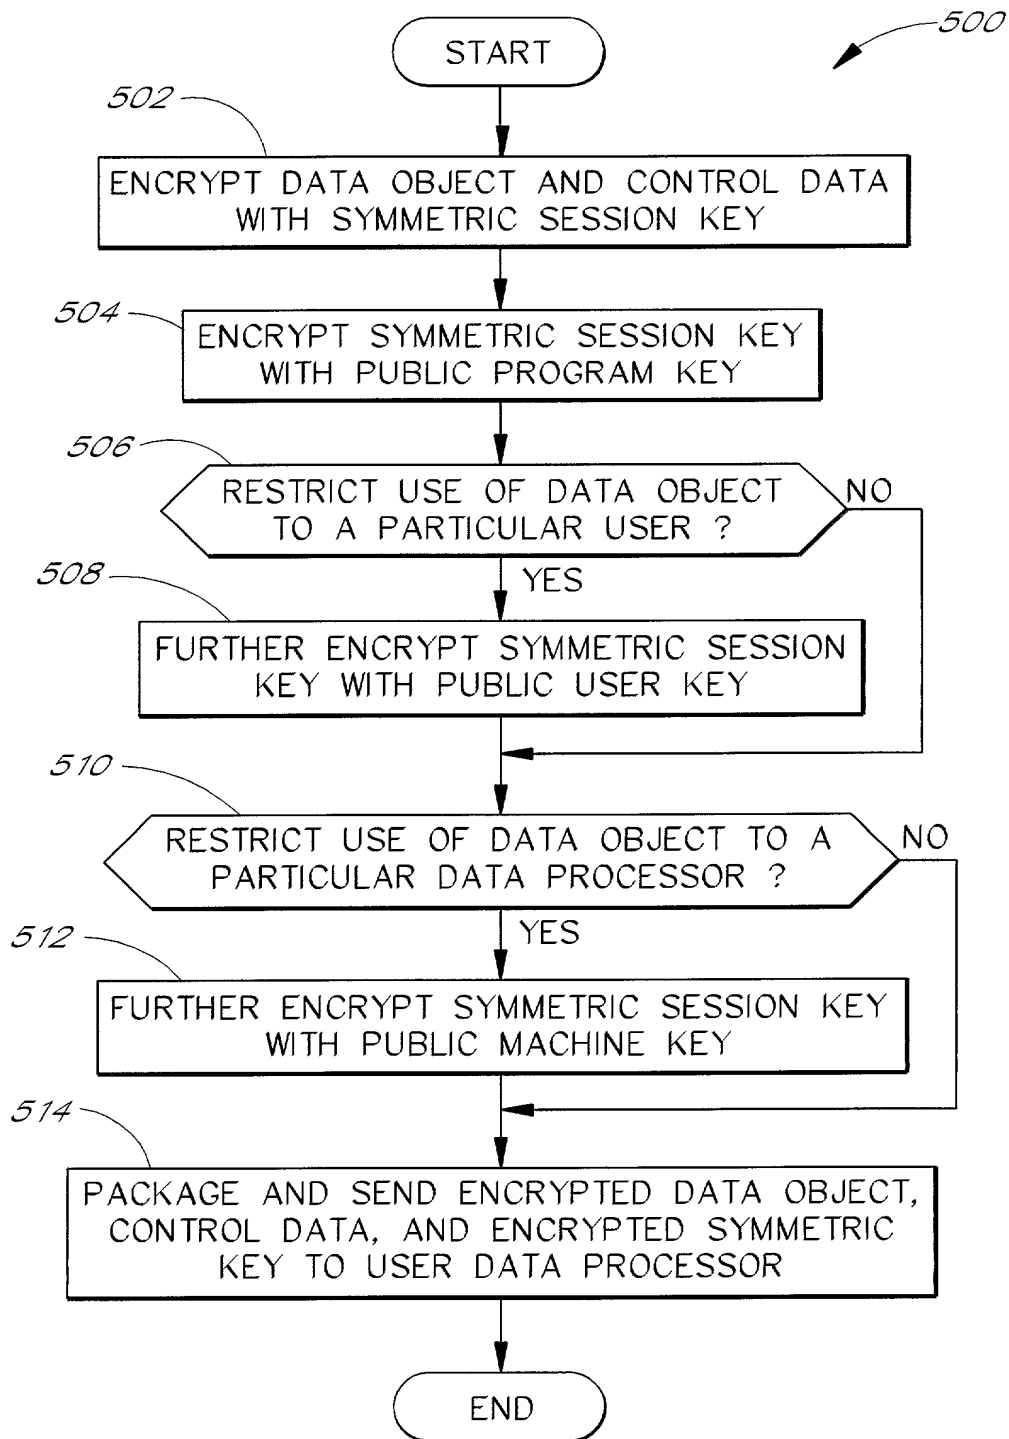 500
START
502
ENCRYPT DATA OBJECT AND CONTROL DATA
WITH SYMMETRIC SESSION KEY
504
ENCRYPT SYMMETRIC SESSION KEY
WITH PUBLIC PROGRAM KEY
506
RESTRICT USE OF DATA OBJECT
TO A PARTICULAR USER ?
NO
YES
508
FURTHER ENCRYPT SYMMETRIC SESSION
KEY WITH PUBLIC USER KEY
510
RESTRICT USE OF DATA OBJECT TO A
PARTICULAR DATA PROCESSOR ?
NO
YES
512
FURTHER ENCRYPT SYMMETRIC SESSION KEY
WITH PUBLIC MACHINE KEY
514
PACKAGE AND SEND ENCRYPTED DATA OBJECT,
CONTROL DATA, AND ENCRYPTED SYMMETRIC
KEY TO USER DATA PROCESSOR
END